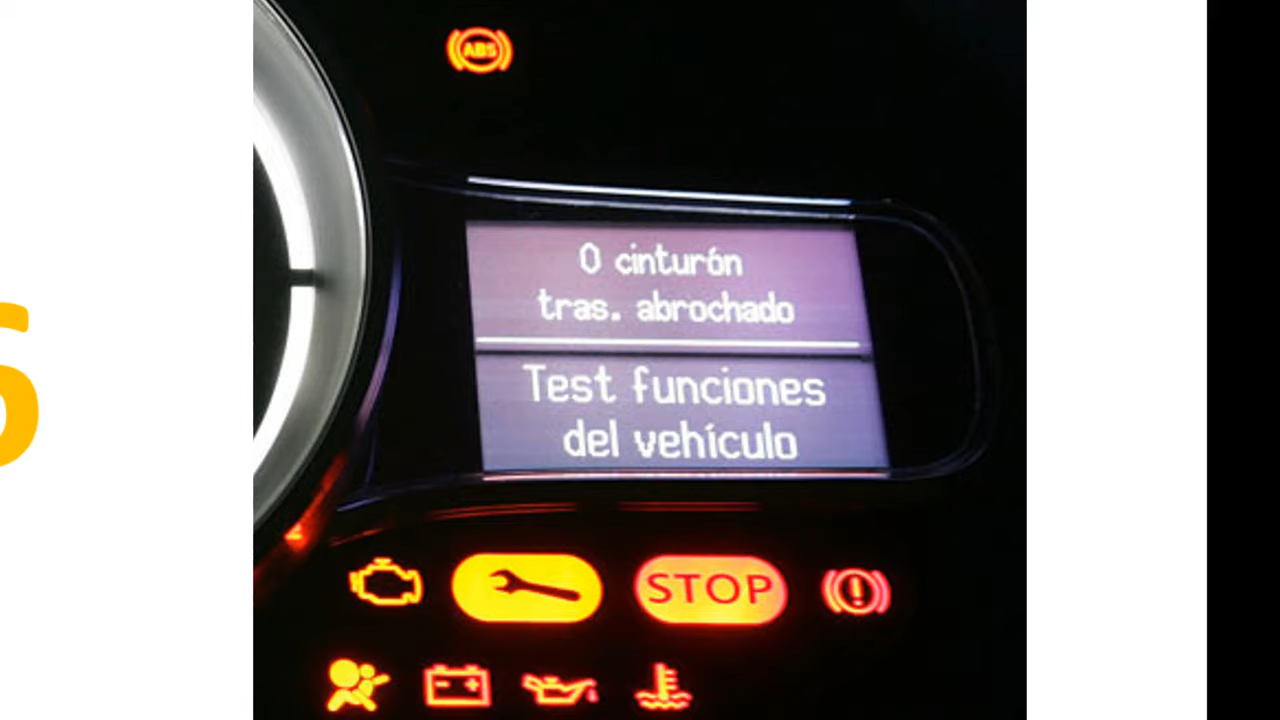 ABS
0 cinturón
tras. abrochado
Test funciones
del vehículo
STOP